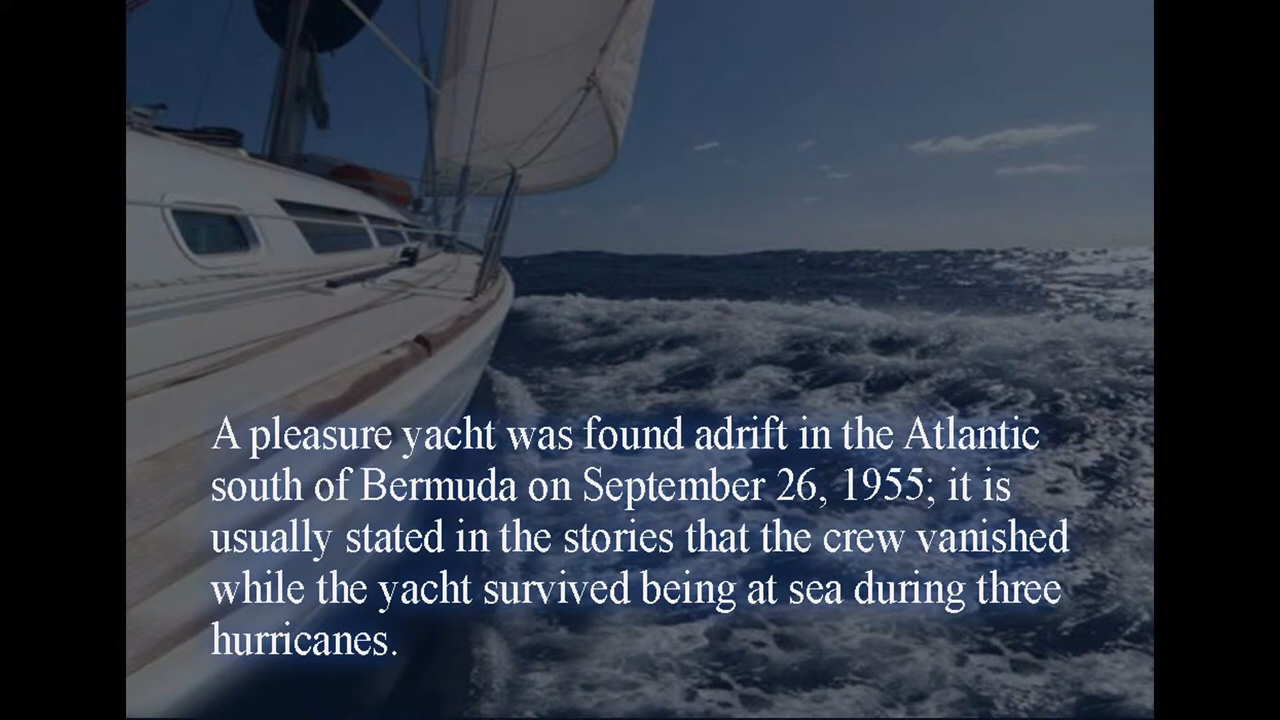 A pleasure yacht was found adrift in the Atlantic
south of Bermuda on September 26, 1955; it is
usually stated in the stories that the crew vanished
while the yacht survived being at sea during three
hurricanes.